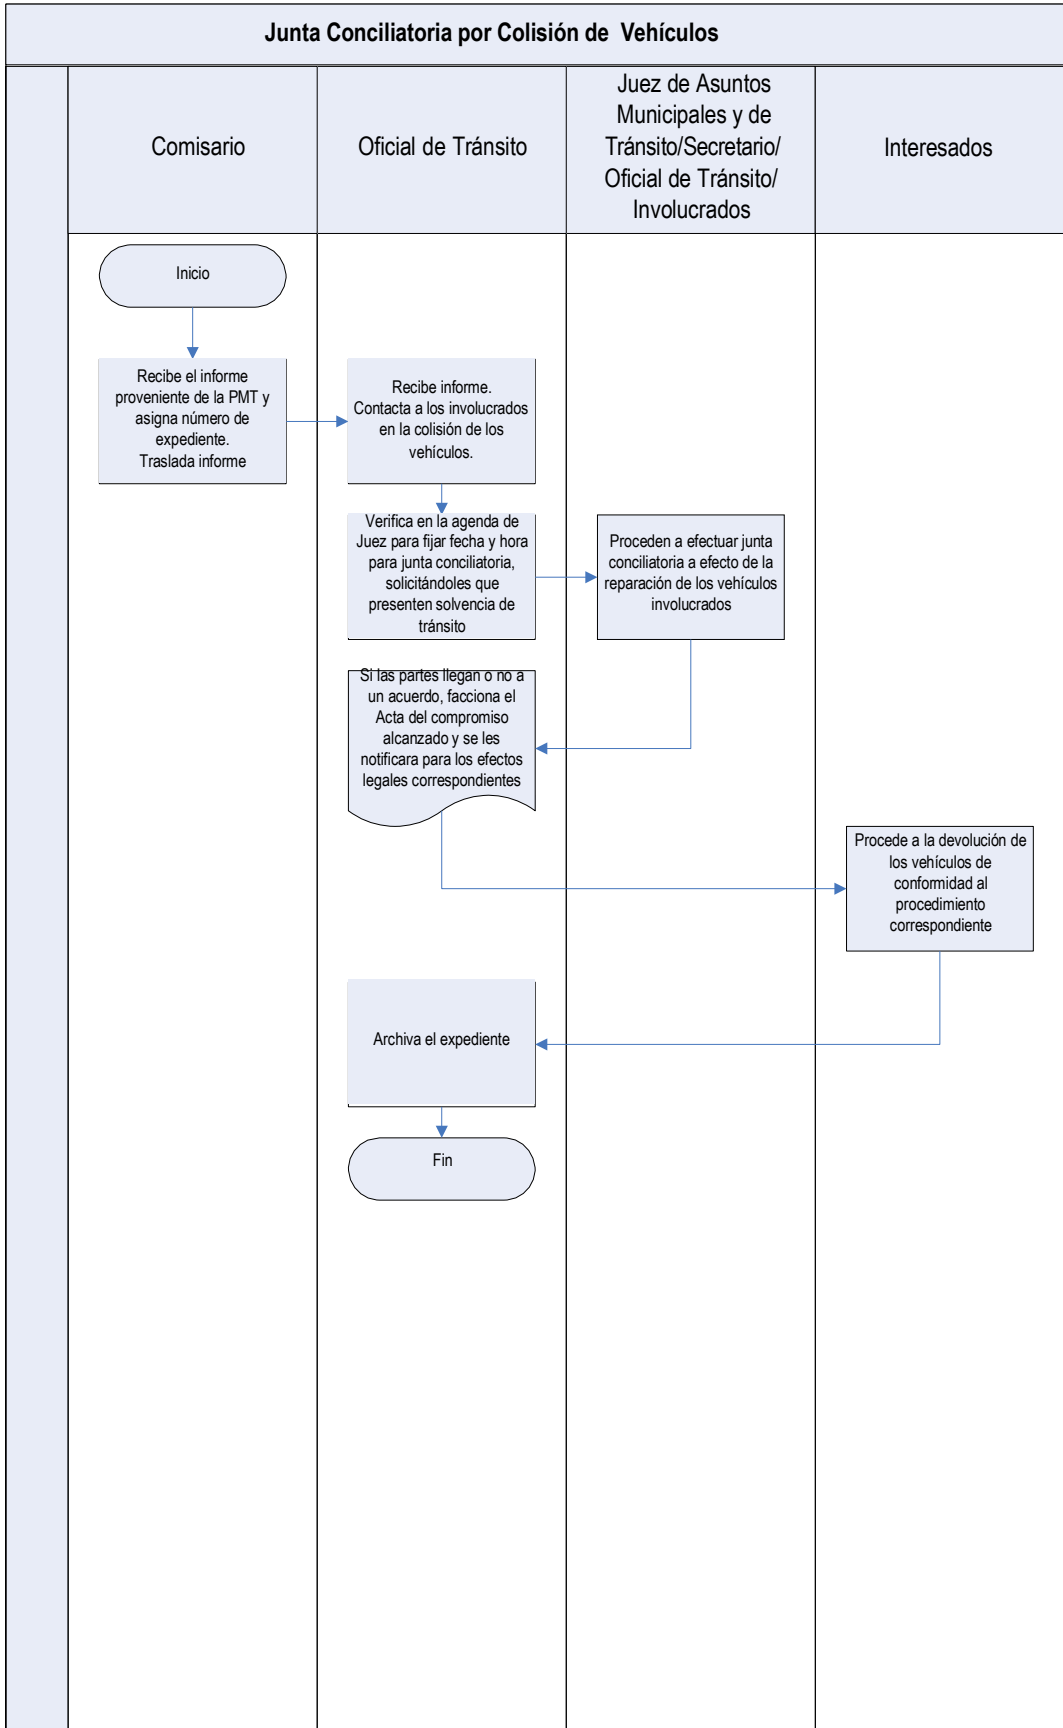 Junta Conciliatoria por Colisión de Vehículos
Comisario
Oficial de Tránsito
Juez de Asuntos
Municipales y de
Tránsito/Secretario/
Oficial de Tránsito/
Involucrados
Interesados
Inicio
Recibe el informe
proveniente de la PMT y
asigna número de
expediente.
Traslada informe
Recibe informe.
Contacta a los involucrados
en la colisión de los
vehículos.
Verifica en la agenda de
Juez para fijar fecha y hora
para junta conciliatoria,
solicitándoles que
presenten solvencia de
tránsito
Proceden a efectuar junta
conciliatoria a efecto de la
reparación de los vehículos
involucrados
Si las partes llegan o no a
un acuerdo, facciona el
Acta del compromiso
alcanzado y se les
notificara para los efectos
legales correspondientes
Procede a la devolución de
los vehículos de
conformidad al
procedimiento
correspondiente
Archiva el expediente
Fin